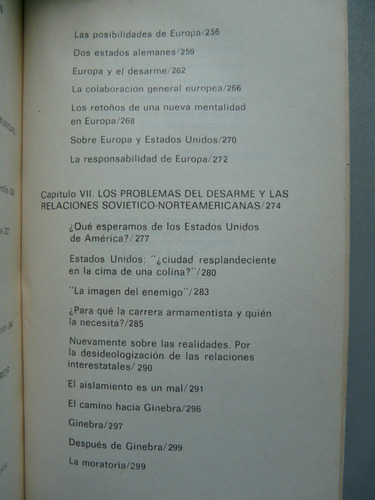 Las posibilidades de Europa/256
Dos estados alemanes/259
Europa y el desarme/262
La colaboración general europea/266
Los retoños de una nueva mentalidad
en Europa/268
Sobre Europa y Estados Unidos/270
La responsabilidad de Europa/272
Capítulo VII. LOS PROBLEMAS DEL DESARME Y LAS
RELACIONES SOVIETICO-NORTEAMERICANAS/274
¿Qué esperamos de los Estados Unidos
de América?/277
Estados Unidos: "¿ciudad resplandeciente
en la cima de una colina?"/280
"La imagen del enemigo"/283
¿Para qué la carrera armamentista y quién
la necesita?/285
Nuevamente sobre las realidades. Por
la desideologización de las relaciones
interestatales/290
El aislamiento es un mal/291
El camino hacia Ginebra/296
Ginebra/297
Después de Ginebra/299
La moratoria/299